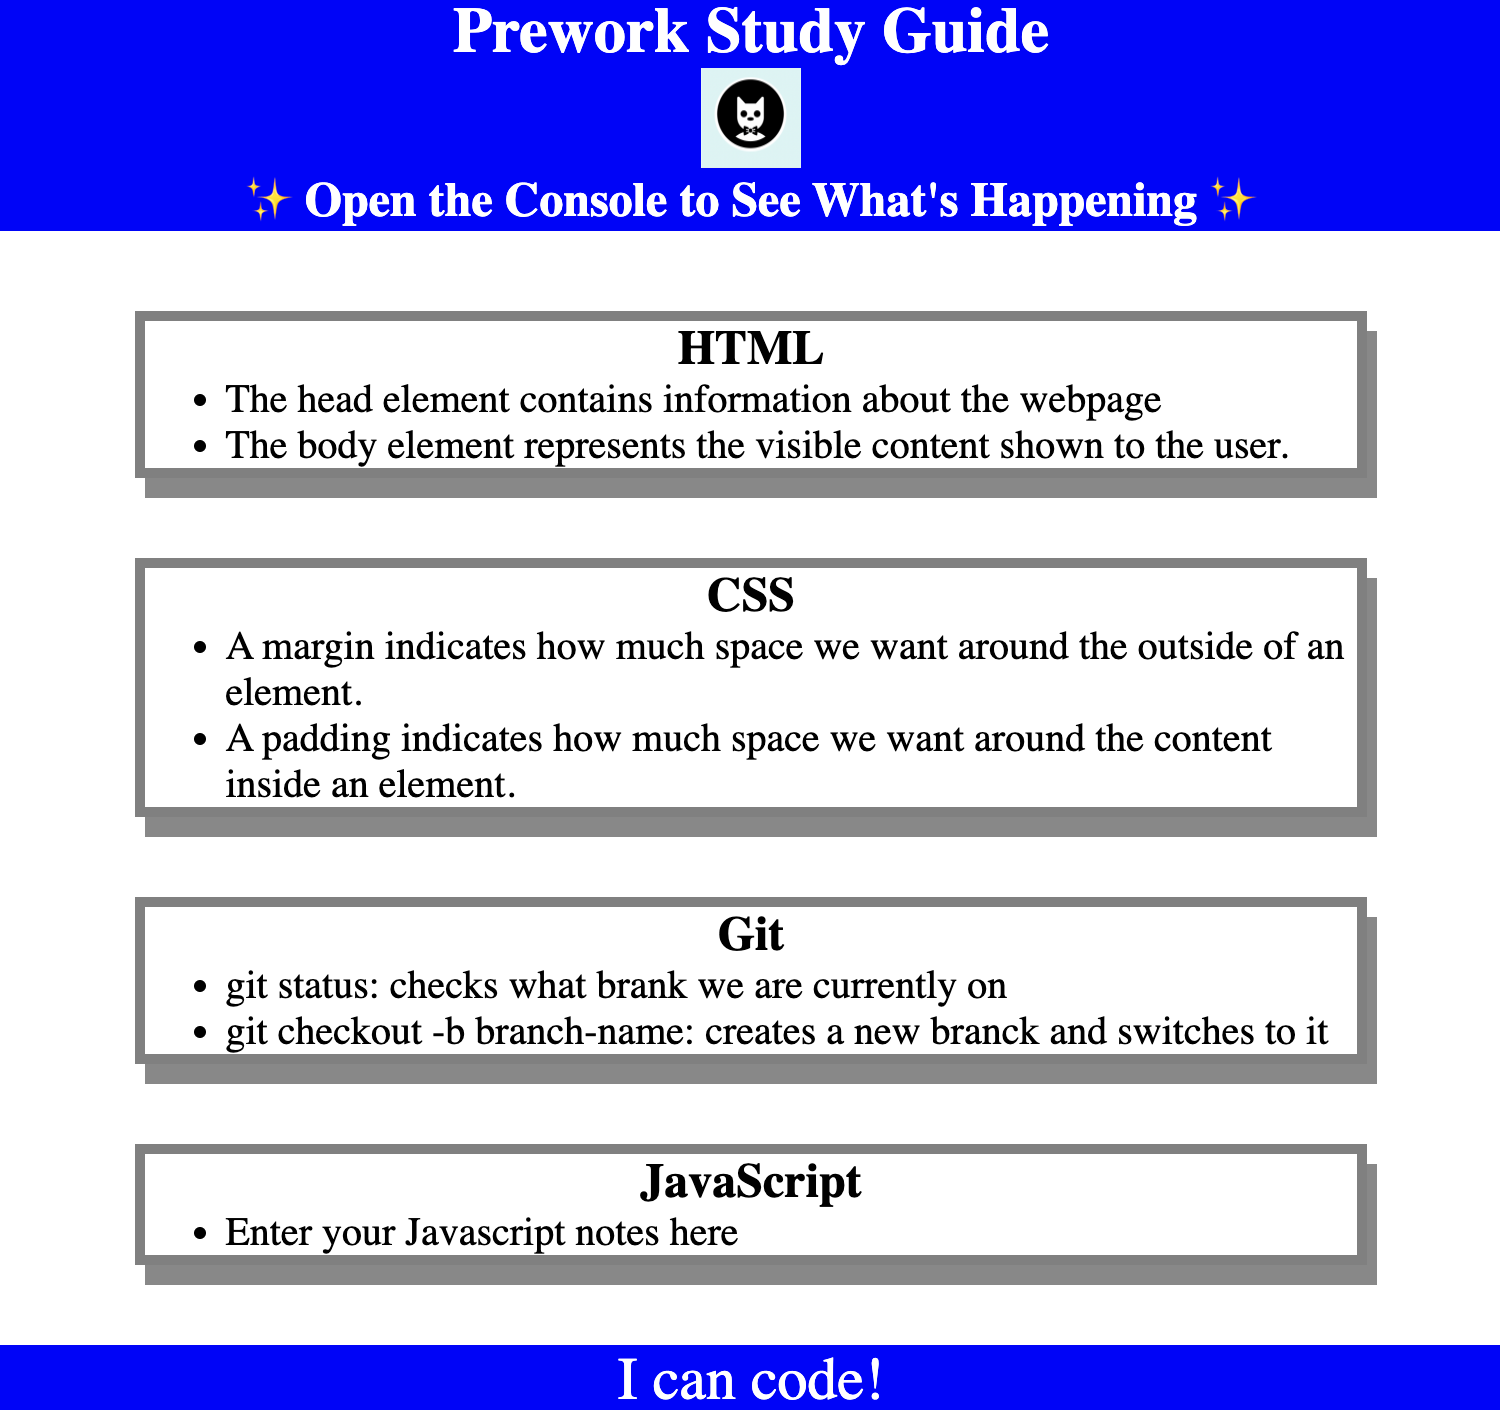 Prework Study Guide
✨ Open the Console to See What's Happening ✨
HTML
• The head element contains information about the webpage
• The body element represents the visible content shown to the user.
CSS
• A margin indicates how much space we want around the outside of an
element.
• A padding indicates how much space we want around the content
inside an element.
Git
• git status: checks what brank we are currently on
• git checkout -b branch-name: creates a new branck and switches to it
JavaScript
• Enter your Javascript notes here
I can code!